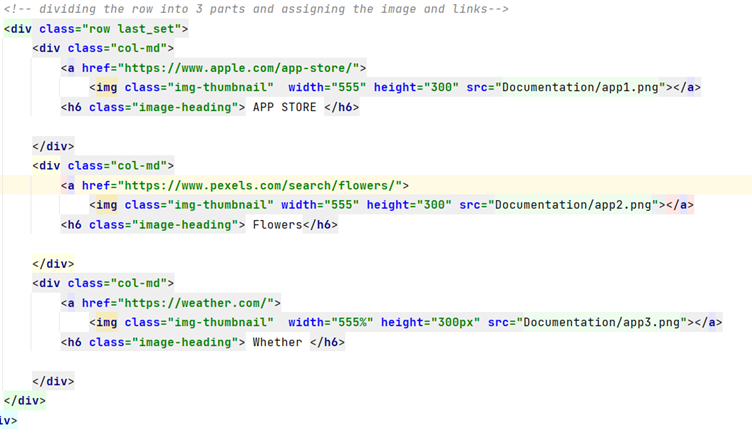 <!-- dividing the row into 3 parts and assigning the image and links-->
<div class="row last_set">
<div class="col-md">
<a href="https://www.apple.com/app-store/">
<img class="img-thumbnail"  width="555" height="300" src="Documentation/app1.png"></a>
<h6 class="image-heading"> APP STORE </h6>
</div>
<div class="col-md">
<a href="https://www.pexels.com/search/flowers/">
<img class="img-thumbnail" width="555" height="300" src="Documentation/app2.png"></a>
<h6 class="image-heading"> Flowers</h6>
</div>
<div class="col-md">
<a href="https://weather.com/">
<img class="img-thumbnail"  width="555%" height="300px" src="Documentation/app3.png"></a>
<h6 class="image-heading"> Whether </h6>
</div>
</div>
iv>